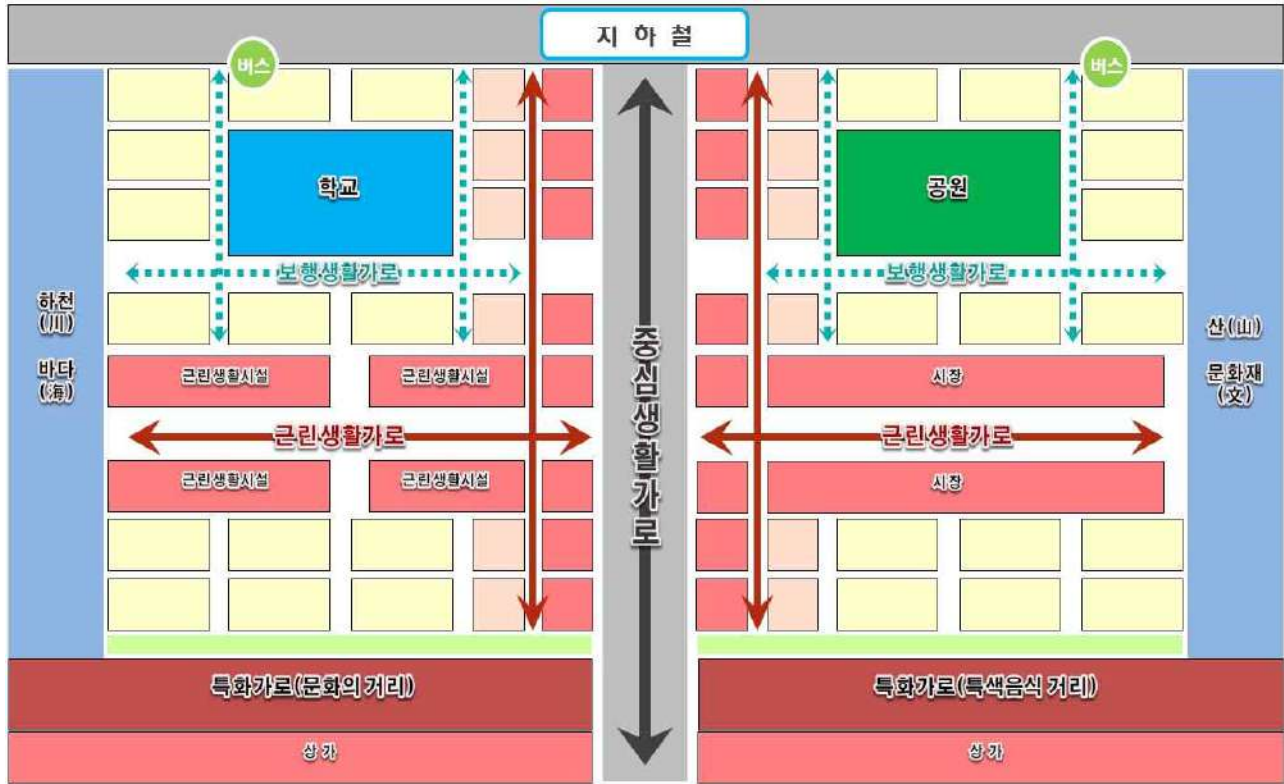 지하철
버스
버스
학교
공원
보행생활가로
보행생활가로
하천
(川)
바다
(海)
중심생활가로
산(山)
문화재
(文)
근린생활시설
근린생활시설
시장
근린생활가로
근린생활가로
근린생활시설
근린생활시설
시장
특화가로(문화의 거리)
특화가로(특색음식 거리)
상가
상가